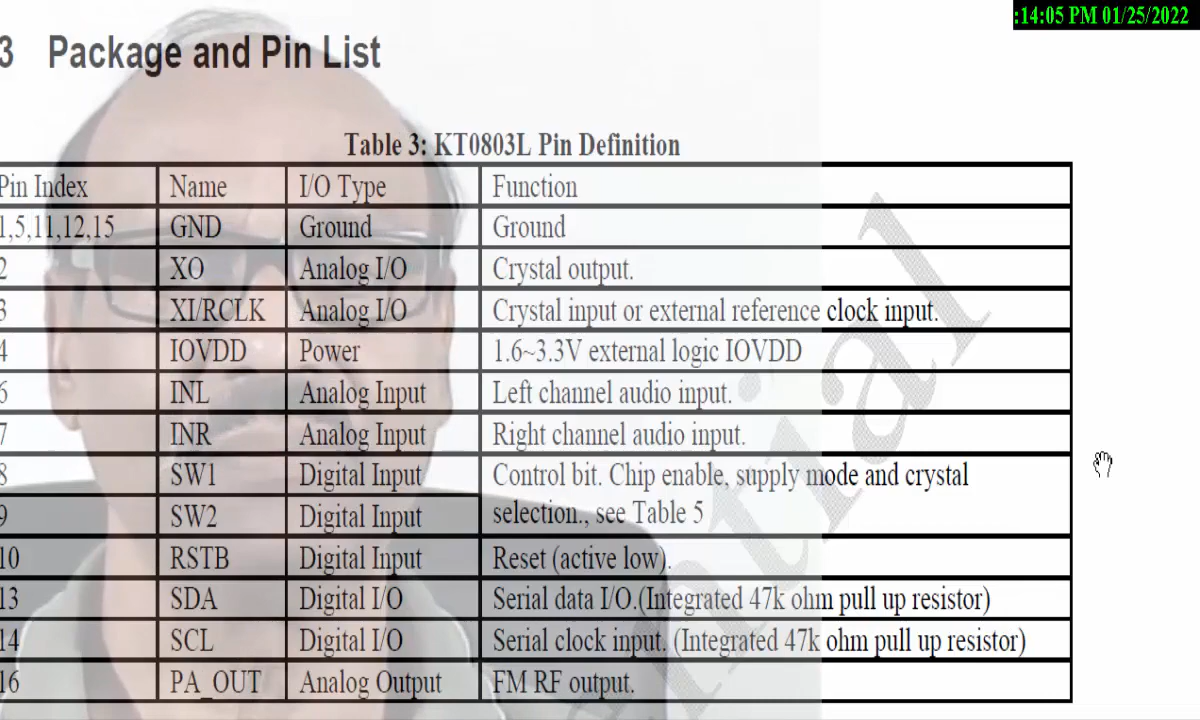 :14:05 PM 01/25/2022
3 Package and Pin List
Table 3: KT0803L Pin Definition
Pin Index Name I/O Type Function
1,5,11,12,15 GND Ground Ground
2 XO Analog I/O Crystal output.
3 XI/RCLK Analog I/O Crystal input or external reference clock input.
4 IOVDD Power 1.6~3.3V external logic IOVDD
6 INL Analog Input Left channel audio input.
7 INR Analog Input Right channel audio input.
8 SW1 Digital Input Control bit. Chip enable, supply mode and crystal
9 SW2 Digital Input selection., see Table 5
10 RSTB Digital Input Reset (active low).
13 SDA Digital I/O Serial data I/O.(Integrated 47k ohm pull up resistor)
14 SCL Digital I/O Serial clock input. (Integrated 47k ohm pull up resistor)
16 PA_OUT Analog Output FM RF output.
ential